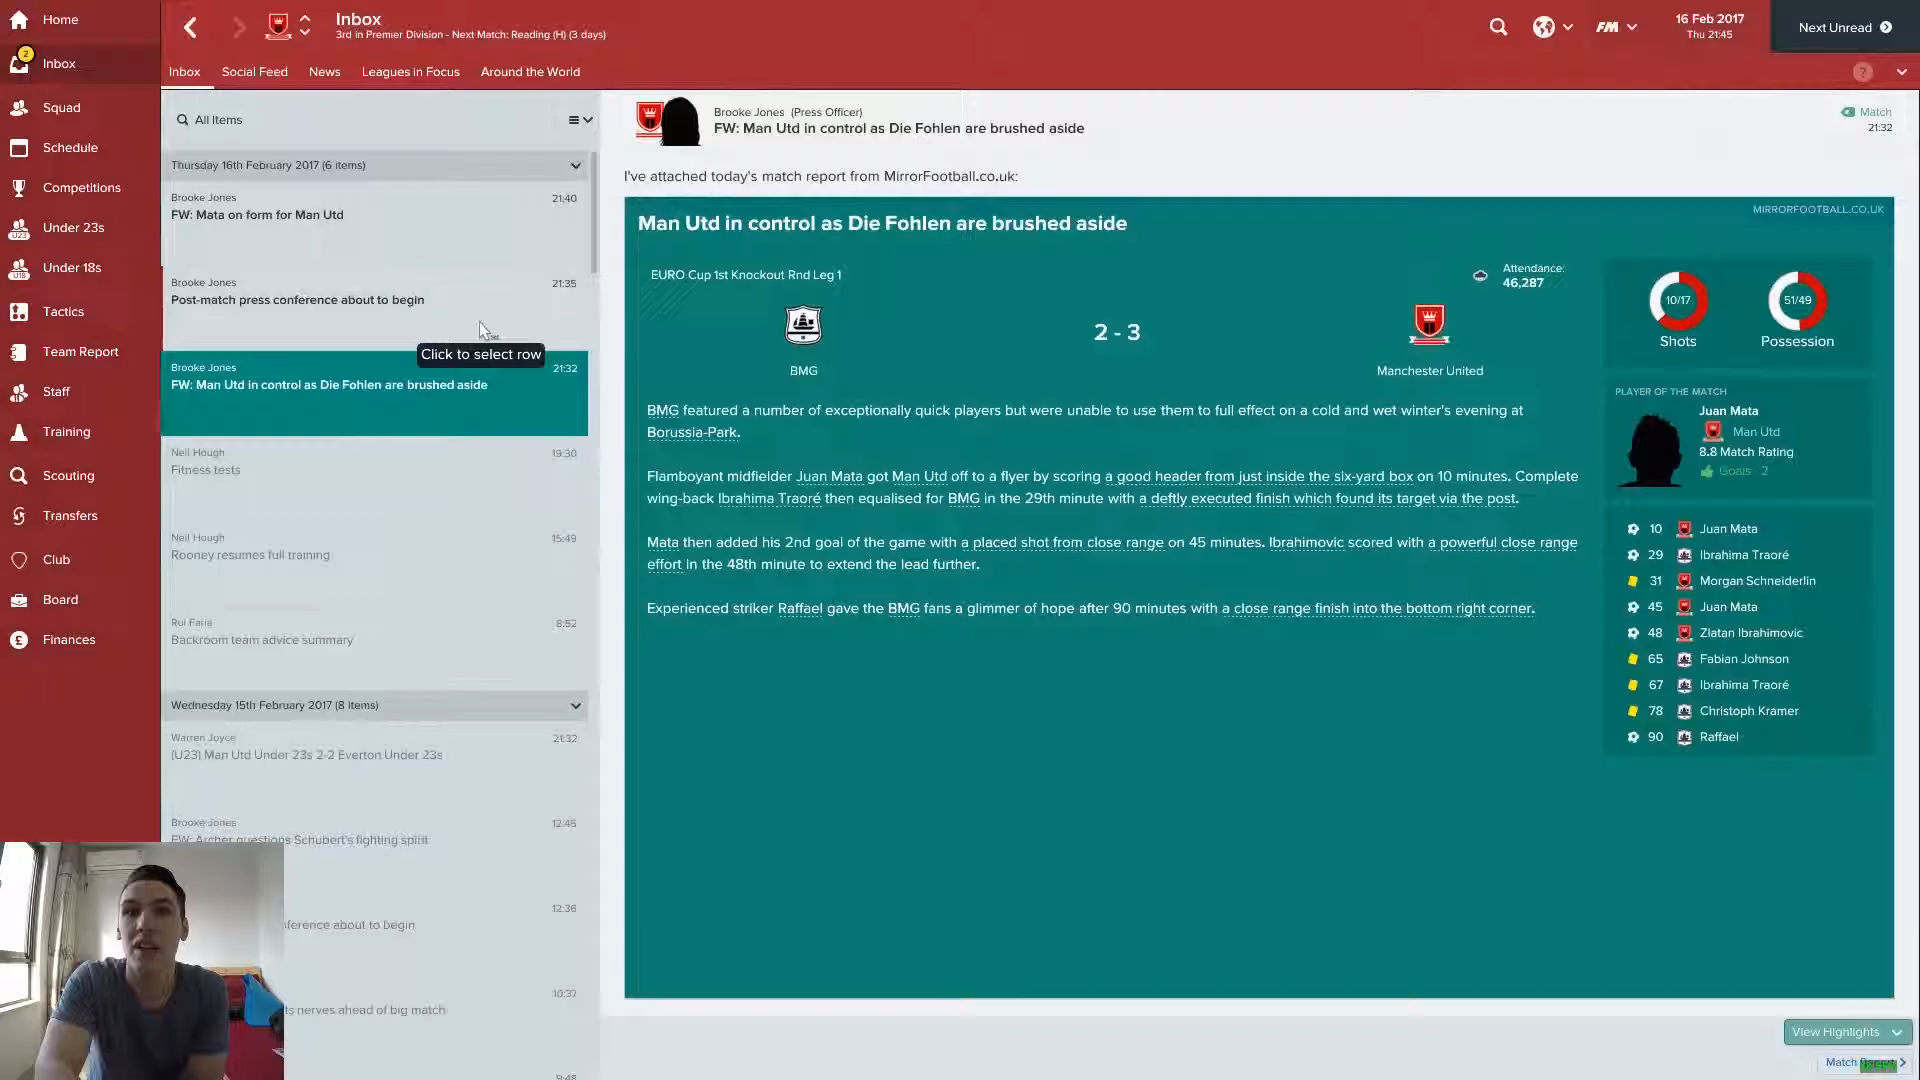 Home
2
Inbox
Squad
Schedule
Competitions
U23
Under 23s
U18
Under 18s
Tactics
Team Report
Staff
Training
Scouting
Transfers
Club
Board
Finances
Inbox
3rd in Premier Division - Next Match: Reading (H) (3 days)
FM
16 Feb 2017
Thu 21:45
Next Unread
Inbox
Social Feed
News
Leagues in Focus
Around the World
?
All Items
Thursday 16th February 2017 (6 items)
Brooke Jones 21:40
FW: Mata on form for Man Utd
Brooke Jones 21:35
Post-match press conference about to begin
Click to select row
Brooke Jones 21:32
FW: Man Utd in control as Die Fohlen are brushed aside
Neil Hough 19:30
Fitness tests
Neil Hough 15:49
Rooney resumes full training
Rui Faria 8:52
Backroom team advice summary
Wednesday 15th February 2017 (8 items)
Warren Joyce 21:32
(U23) Man Utd Under 23s 2-2 Everton Under 23s
Brooke Jones 12:45
FW: Archer questions Schubert's fighting spirit
12:36
ference about to begin
10:37
ts nerves ahead of big match
9:48
Brooke Jones (Press Officer)
FW: Man Utd in control as Die Fohlen are brushed aside
Match
21:32
I've attached today's match report from MirrorFootball.co.uk:
MIRRORFOOTBALL.CO.UK
Man Utd in control as Die Fohlen are brushed aside
EURO Cup 1st Knockout Rnd Leg 1
Attendance:
46,287
2 - 3
BMG
Manchester United
BMG featured a number of exceptionally quick players but were unable to use them to full effect on a cold and wet winter's evening at
Borussia-Park.
Flamboyant midfielder Juan Mata got Man Utd off to a flyer by scoring a good header from just inside the six-yard box on 10 minutes. Complete
wing-back Ibrahima Traoré then equalised for BMG in the 29th minute with a deftly executed finish which found its target via the post.
Mata then added his 2nd goal of the game with a placed shot from close range on 45 minutes. Ibrahimovic scored with a powerful close range
effort in the 48th minute to extend the lead further.
Experienced striker Raffael gave the BMG fans a glimmer of hope after 90 minutes with a close range finish into the bottom right corner.
10/17
Shots
51/49
Possession
PLAYER OF THE MATCH
Juan Mata
Man Utd
8.8 Match Rating
Goals 2
10 Juan Mata
29 Ibrahima Traoré
31 Morgan Schneiderlin
45 Juan Mata
48 Zlatan Ibrahimovic
65 Fabian Johnson
67 Ibrahima Traoré
78 Christoph Kramer
90 Raffael
View Highlights
Match